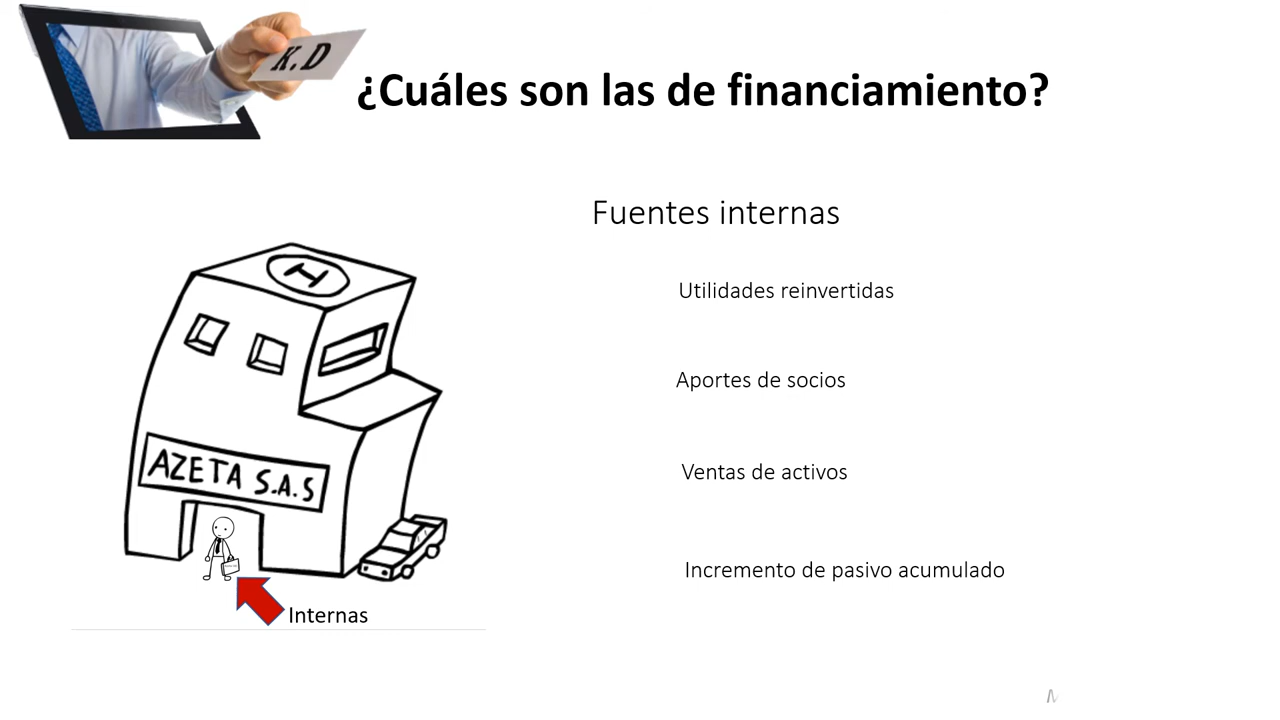 K.D
¿Cuáles son las de financiamiento?
Fuentes internas
Utilidades reinvertidas
Aportes de socios
Ventas de activos
Incremento de pasivo acumulado
H
AZETA S.A.S
Internas